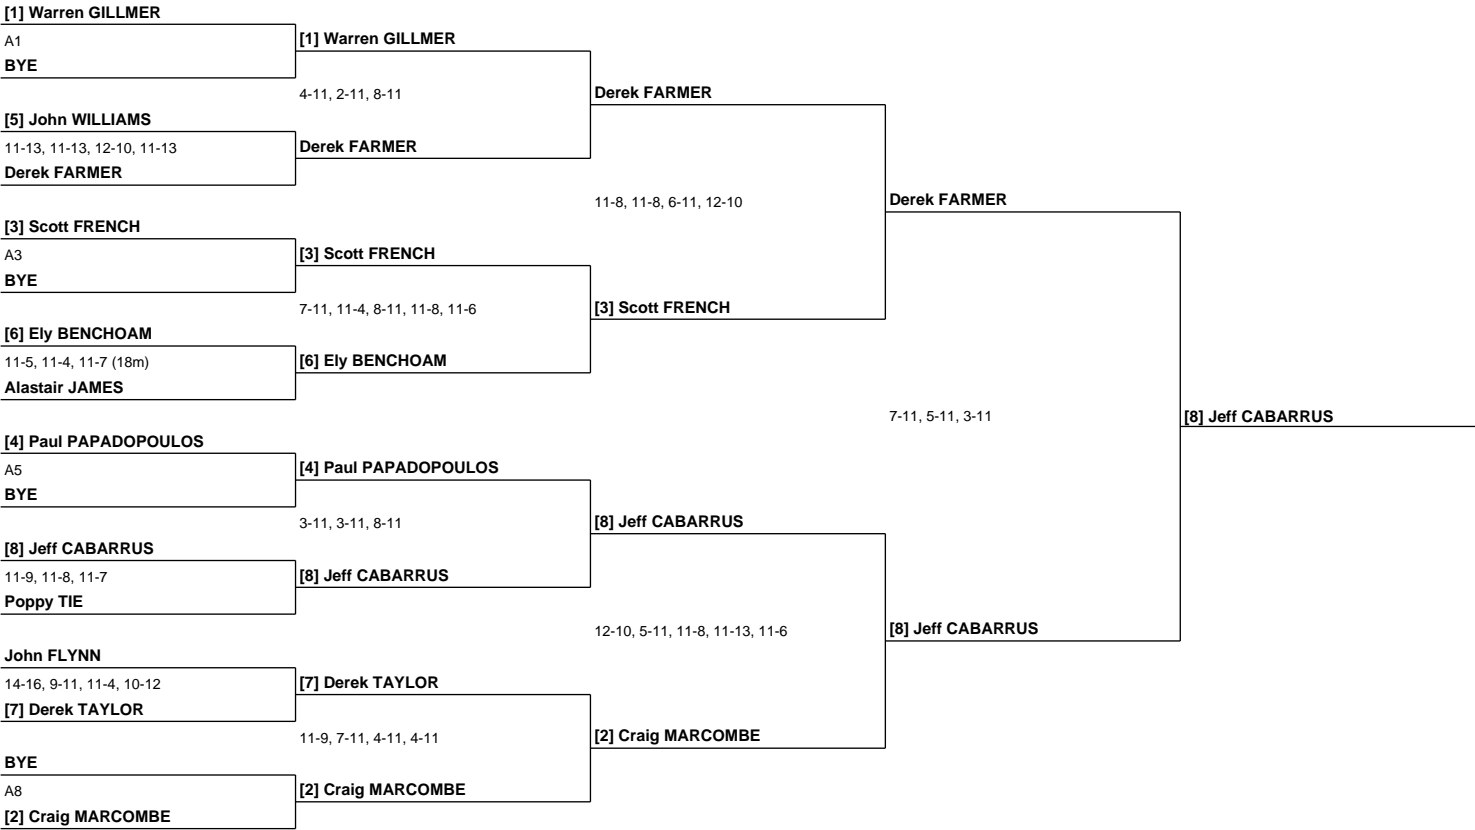 [1] Warren GILLMER
A1
BYE
[5] John WILLIAMS
11-13, 11-13, 12-10, 11-13
Derek FARMER
[3] Scott FRENCH
A3
BYE
[6] Ely BENCHOAM
11-5, 11-4, 11-7 (18m)
Alastair JAMES
[4] Paul PAPADOPOULOS
A5
BYE
[8] Jeff CABARRUS
11-9, 11-8, 11-7
Poppy TIE
John FLYNN
14-16, 9-11, 11-4, 10-12
[7] Derek TAYLOR
BYE
A8
[2] Craig MARCOMBE
[1] Warren GILLMER
4-11, 2-11, 8-11
Derek FARMER
[3] Scott FRENCH
7-11, 11-4, 8-11, 11-8, 11-6
[6] Ely BENCHOAM
[4] Paul PAPADOPOULOS
3-11, 3-11, 8-11
[8] Jeff CABARRUS
[7] Derek TAYLOR
11-9, 7-11, 4-11, 4-11
[2] Craig MARCOMBE
Derek FARMER
11-8, 11-8, 6-11, 12-10
[3] Scott FRENCH
[8] Jeff CABARRUS
12-10, 5-11, 11-8, 11-13, 11-6
[2] Craig MARCOMBE
Derek FARMER
7-11, 5-11, 3-11
[8] Jeff CABARRUS
[8] Jeff CABARRUS